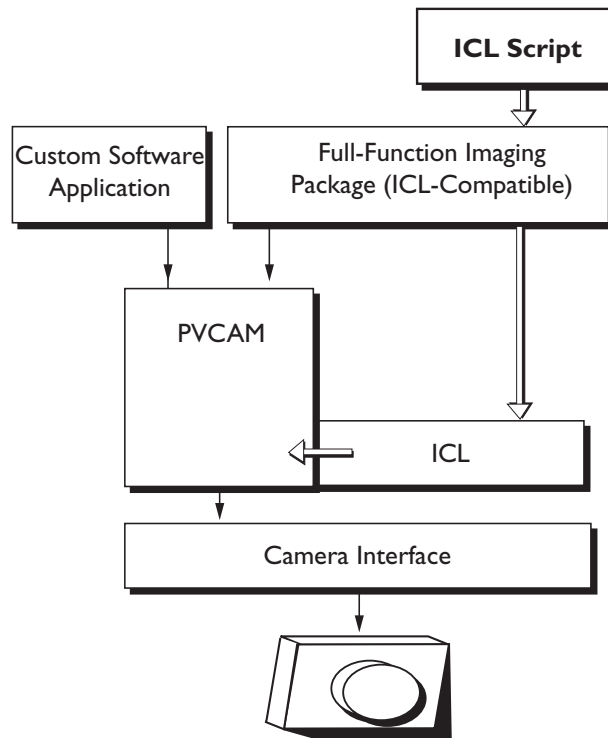 ICL Script
Custom Software
Application
Full-Function Imaging
Package (ICL-Compatible)
PVCAM
ICL
Camera Interface